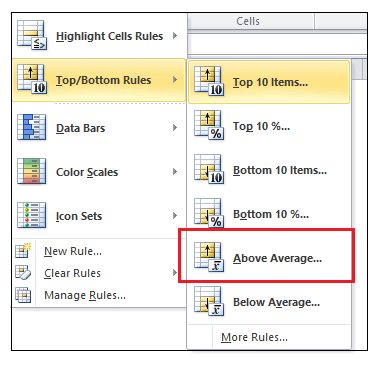 Cells
Highlight Cells Rules
Top/Bottom Rules
Data Bars
Color Scales
Icon Sets
New Rule...
Clear Rules
Manage Rules...
Top 10 Items...
Top 10 %...
Bottom 10 Items...
Bottom 10 %...
Above Average...
Below Average...
More Rules...